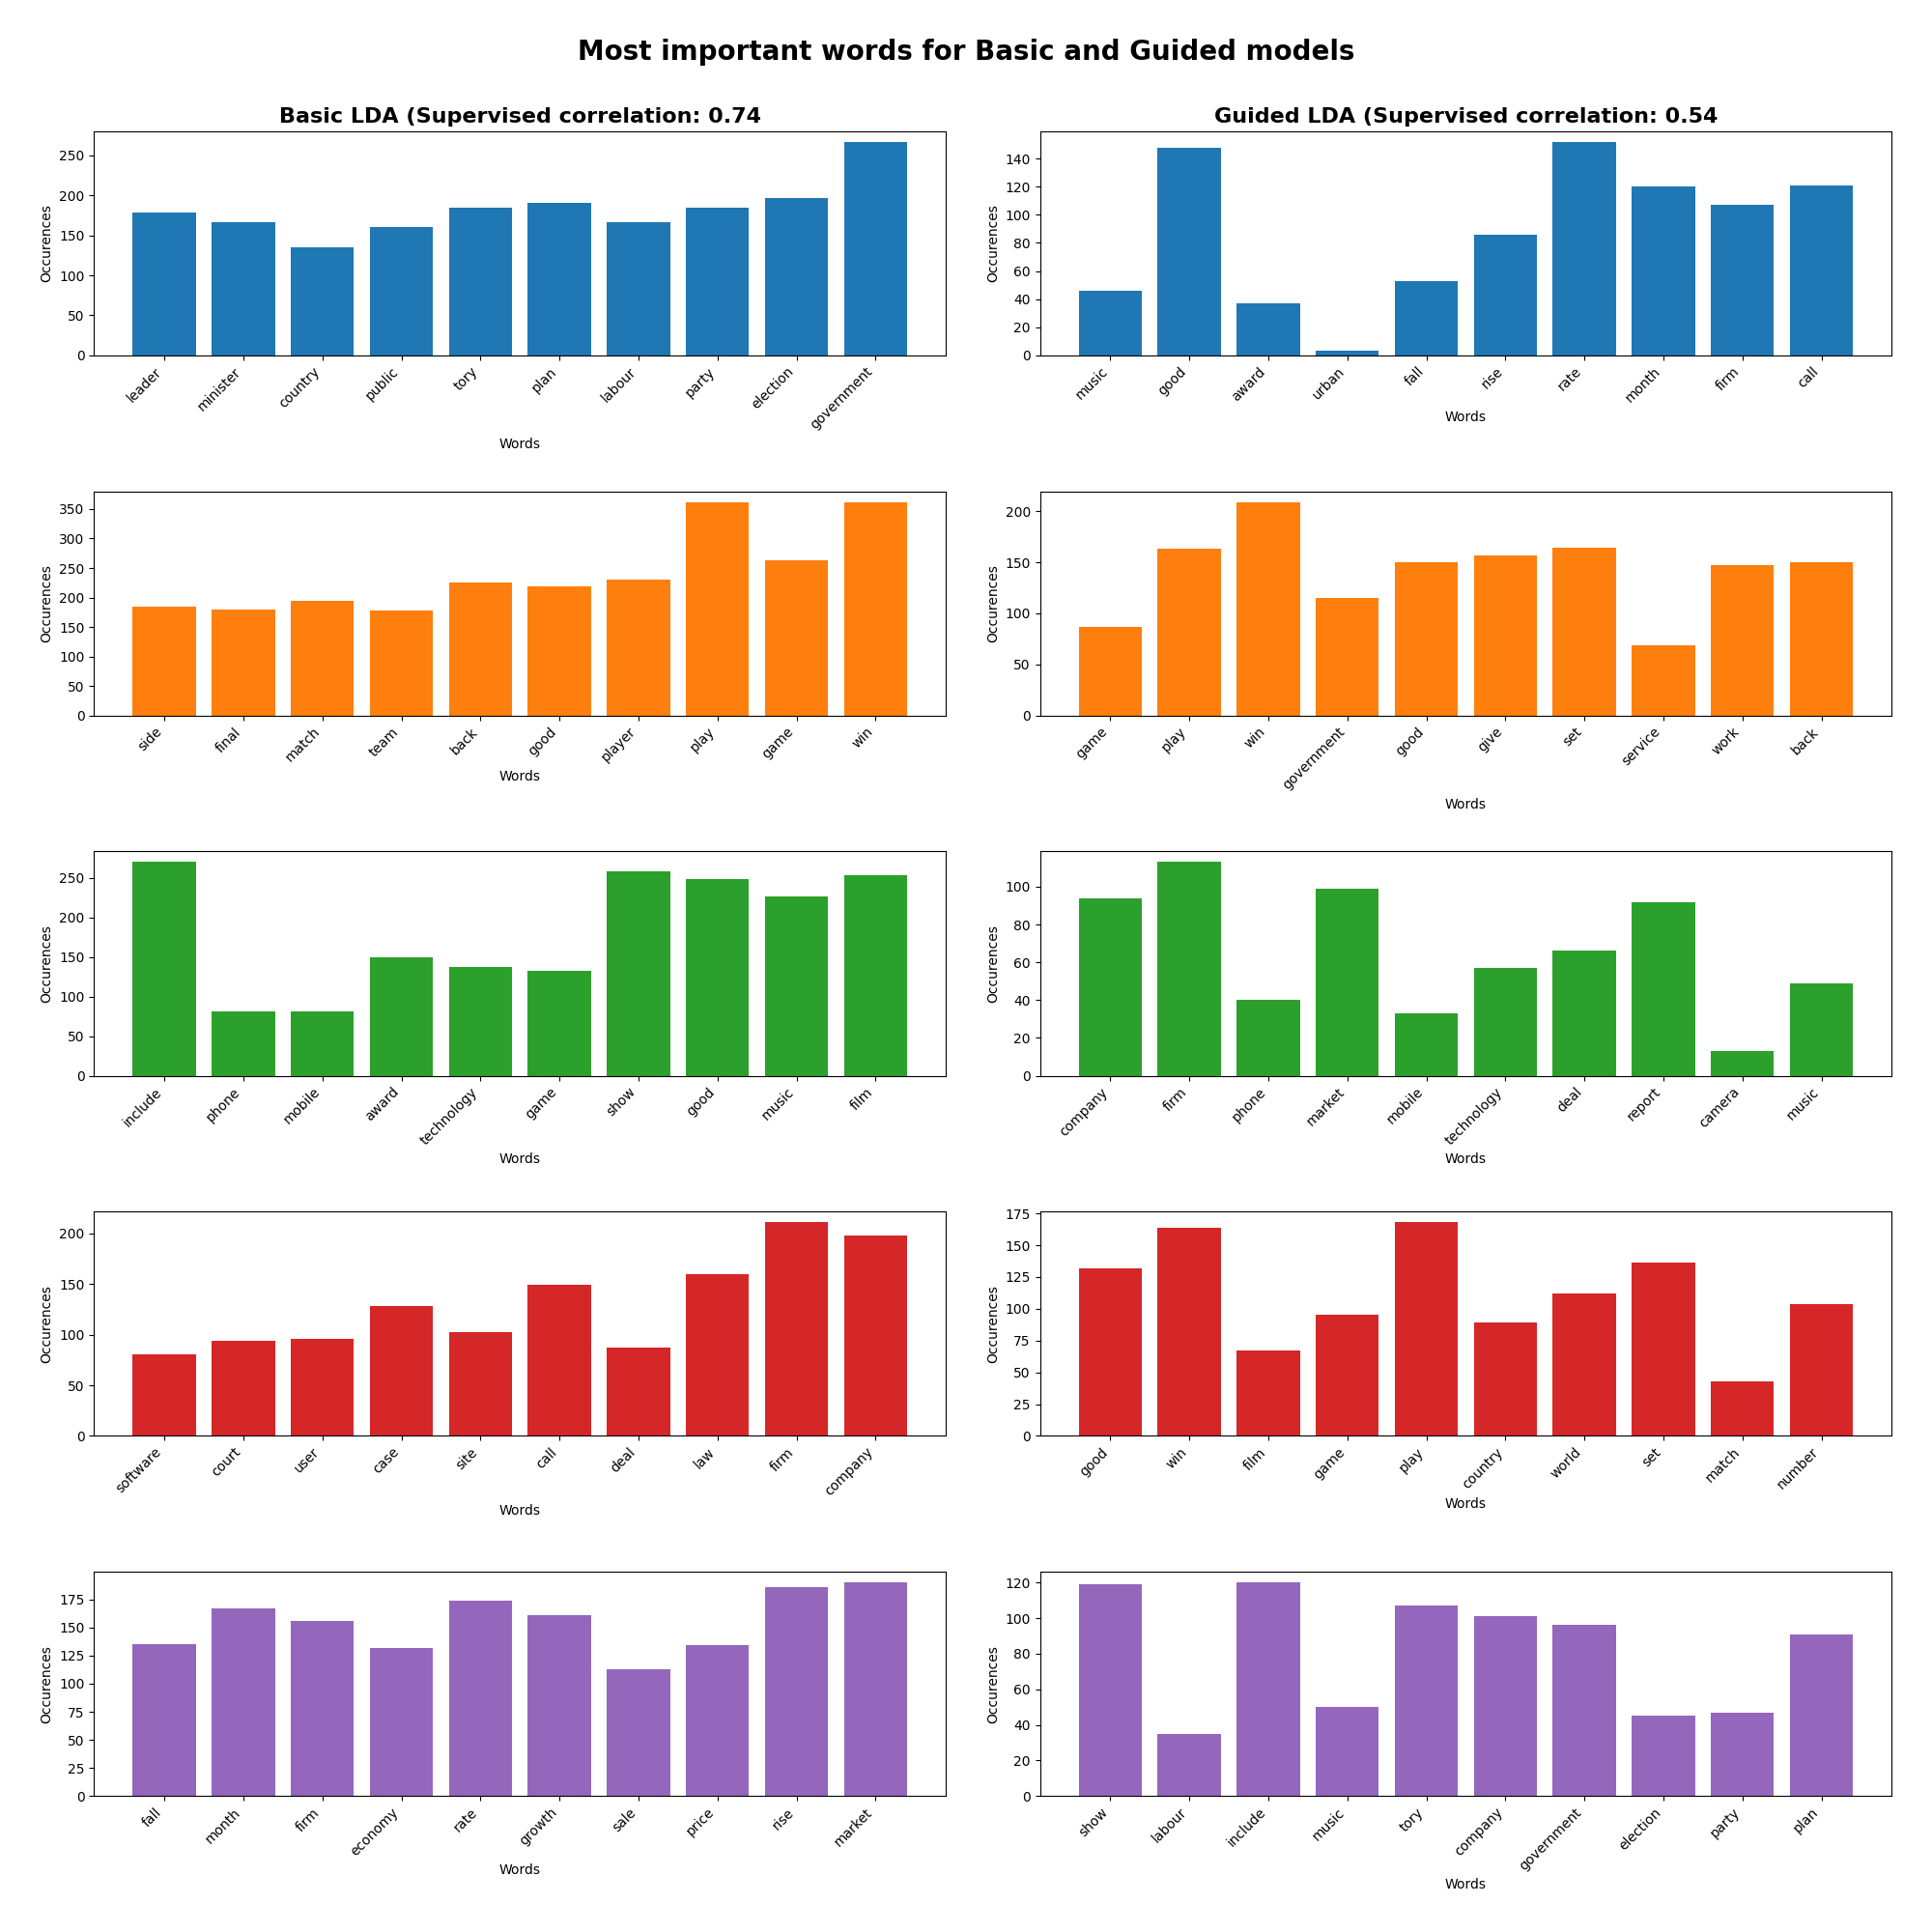 Most important words for Basic and Guided models
Basic LDA (Supervised correlation: 0.74
250
200
150
100
50
0
Occurences
leader
minister
country
public
tory
plan
labour
party
election
government
Words
Guided LDA (Supervised correlation: 0.54
140
120
100
80
60
40
20
0
Occurences
music
good
award
urban
fall
rise
rate
month
firm
call
Words
350
300
250
200
150
100
50
0
Occurences
side
final
match
team
back
good
player
play
game
win
Words
200
150
100
50
0
Occurences
game
play
win
government
good
give
set
service
work
back
Words
250
200
150
100
50
0
Occurences
include
phone
mobile
award
technology
game
show
good
music
film
Words
100
80
60
40
20
0
Occurences
company
firm
phone
market
mobile
technology
deal
report
camera
music
Words
200
150
100
50
0
Occurences
software
court
user
case
site
call
deal
law
firm
company
Words
175
150
125
100
75
50
25
0
Occurences
good
win
film
game
play
country
world
set
match
number
Words
175
150
125
100
75
50
25
0
Occurences
fall
month
firm
economy
rate
growth
sale
price
rise
market
Words
120
100
80
60
40
20
0
Occurences
show
labour
include
music
tory
company
government
election
party
plan
Words